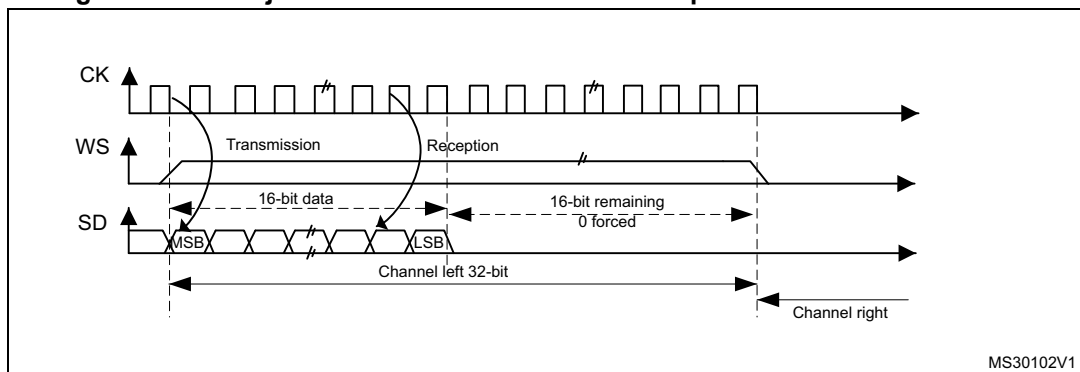 CK
Transmission
Reception
WS
16-bit data
16-bit remaining
0 forced
SD
MSB
LSB
Channel left 32-bit
Channel right
MS30102V1